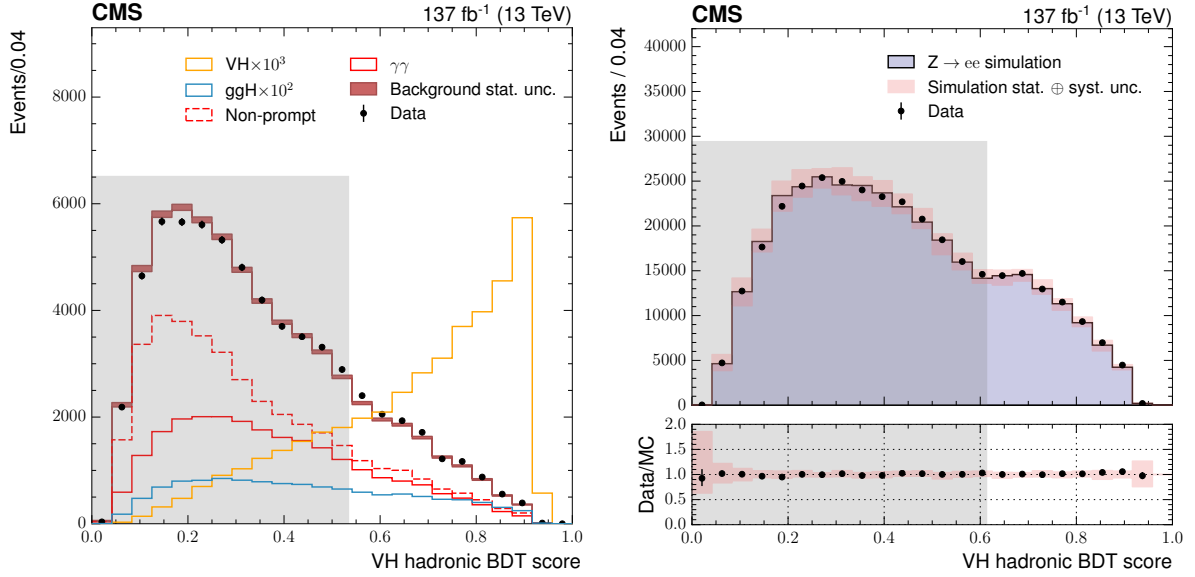 CMS 137 fb⁻¹ (13 TeV)
Events/0.04
VH×10³
ggH×10²
Non-prompt
γγ
Background stat. unc.
Data
8000
6000
4000
2000
0
0.0 0.2 0.4 0.6 0.8 1.0
VH hadronic BDT score
CMS 137 fb⁻¹ (13 TeV)
Events / 0.04
Z → ee simulation
Simulation stat. ⊕ syst. unc.
Data
40000
35000
30000
25000
20000
15000
10000
5000
0
Data/MC
2.0
1.5
1.0
0.5
0.0
0.0 0.2 0.4 0.6 0.8 1.0
VH hadronic BDT score